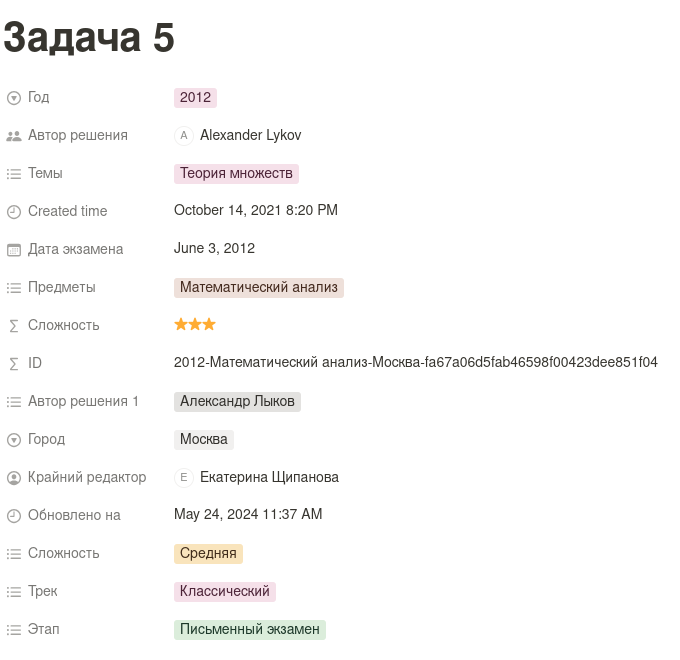 Задача 5
Год 2012
Автор решения A Alexander Lykov
Темы Теория множеств
Created time October 14, 2021 8:20 PM
Дата экзамена June 3, 2012
Предметы Математический анализ
Сложность ⭐⭐⭐
ID 2012-Математический анализ-Москва-fa67a06d5fab46598f00423dee851f04
Автор решения 1 Александр Лыков
Город Москва
Крайний редактор E Екатерина Щипанова
Обновлено на May 24, 2024 11:37 AM
Сложность Средняя
Трек Классический
Этап Письменный экзамен